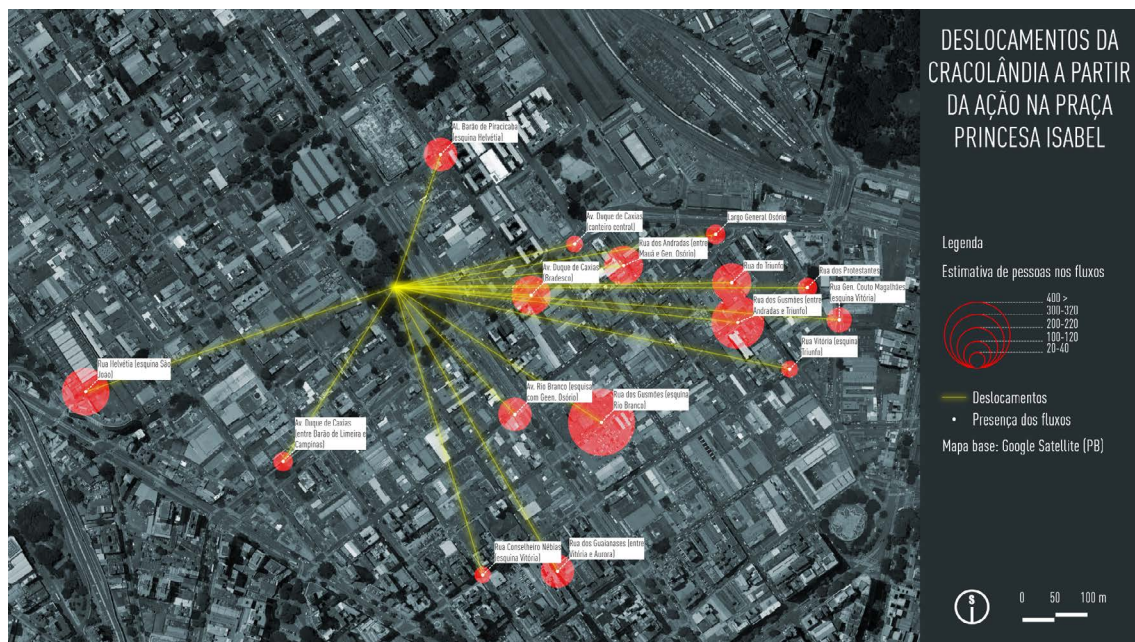 DESLOCAMENTOS DA
CRACOLÂNDIA A PARTIR
DA AÇÃO NA PRAÇA
PRINCESA ISABEL
AL. Barão de Piracicaba
(esquina Helvétia)
Av. Duque de Caxias
(canteiro central)
Largo General Osório
Rua dos Andradas (entre
Mauá e Gen. Osório)
Av. Duque de Caxias
(Bradesco)
Rua do Triunfo
Rua dos Protestantes
Rua Gen. Couto Magalhães
(esquina Vitória)
Rua dos Gusmões (entre
Andradas e Triunfo)
Rua Vitória (esquina
Triunfo)
Rua Helvétia (esquina São
João)
Av. Rio Branco (esquisa
com Geen. Osório)
Rua dos Gusmões (esquina
Rio Branco)
Av. Duque de Caxias
(entre Darão de Limeira e
Campinas)
Rua Conselheiro Nébias
(esquina Vitória)
Rua dos Guaianases (entre
Vitória e Aurora)
Legenda
Estimativa de pessoas nos fluxos
400 >
300-320
200-220
100-120
20-40
Deslocamentos
Presença dos fluxos
Mapa base: Google Satellite (PB)
S
0 50 100 m